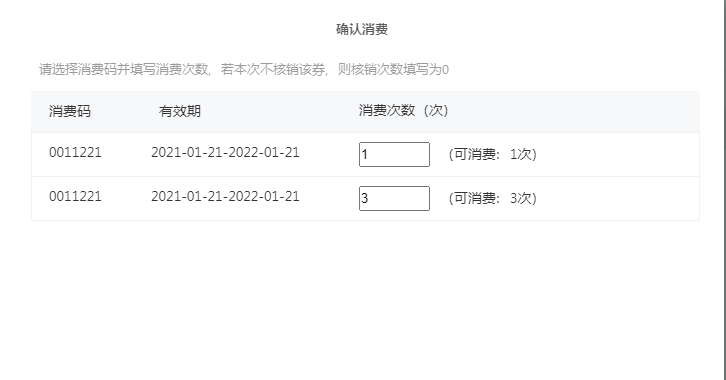 确认消费
请选择消费码并填写消费次数，若本次不核销该券，则核销次数填写为0
消费码 有效期 消费次数（次）
0011221 2021-01-21-2022-01-21 1 (可消费：1次)
0011221 2021-01-21-2022-01-21 3 (可消费：3次)